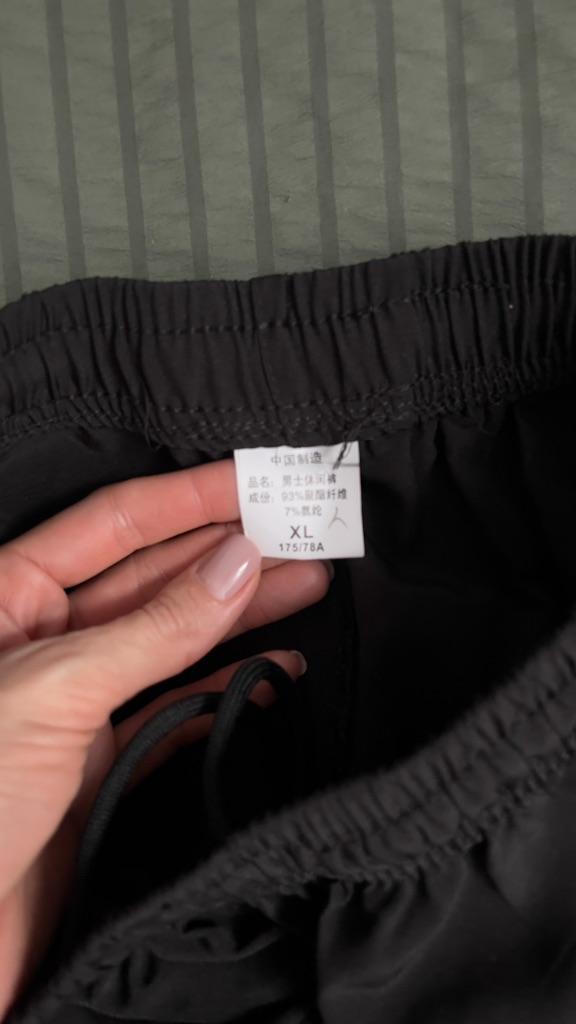 中国制造
品名: 男士休闲裤
成份: 93%聚酯纤维
7%氨纶
XL
175/78A